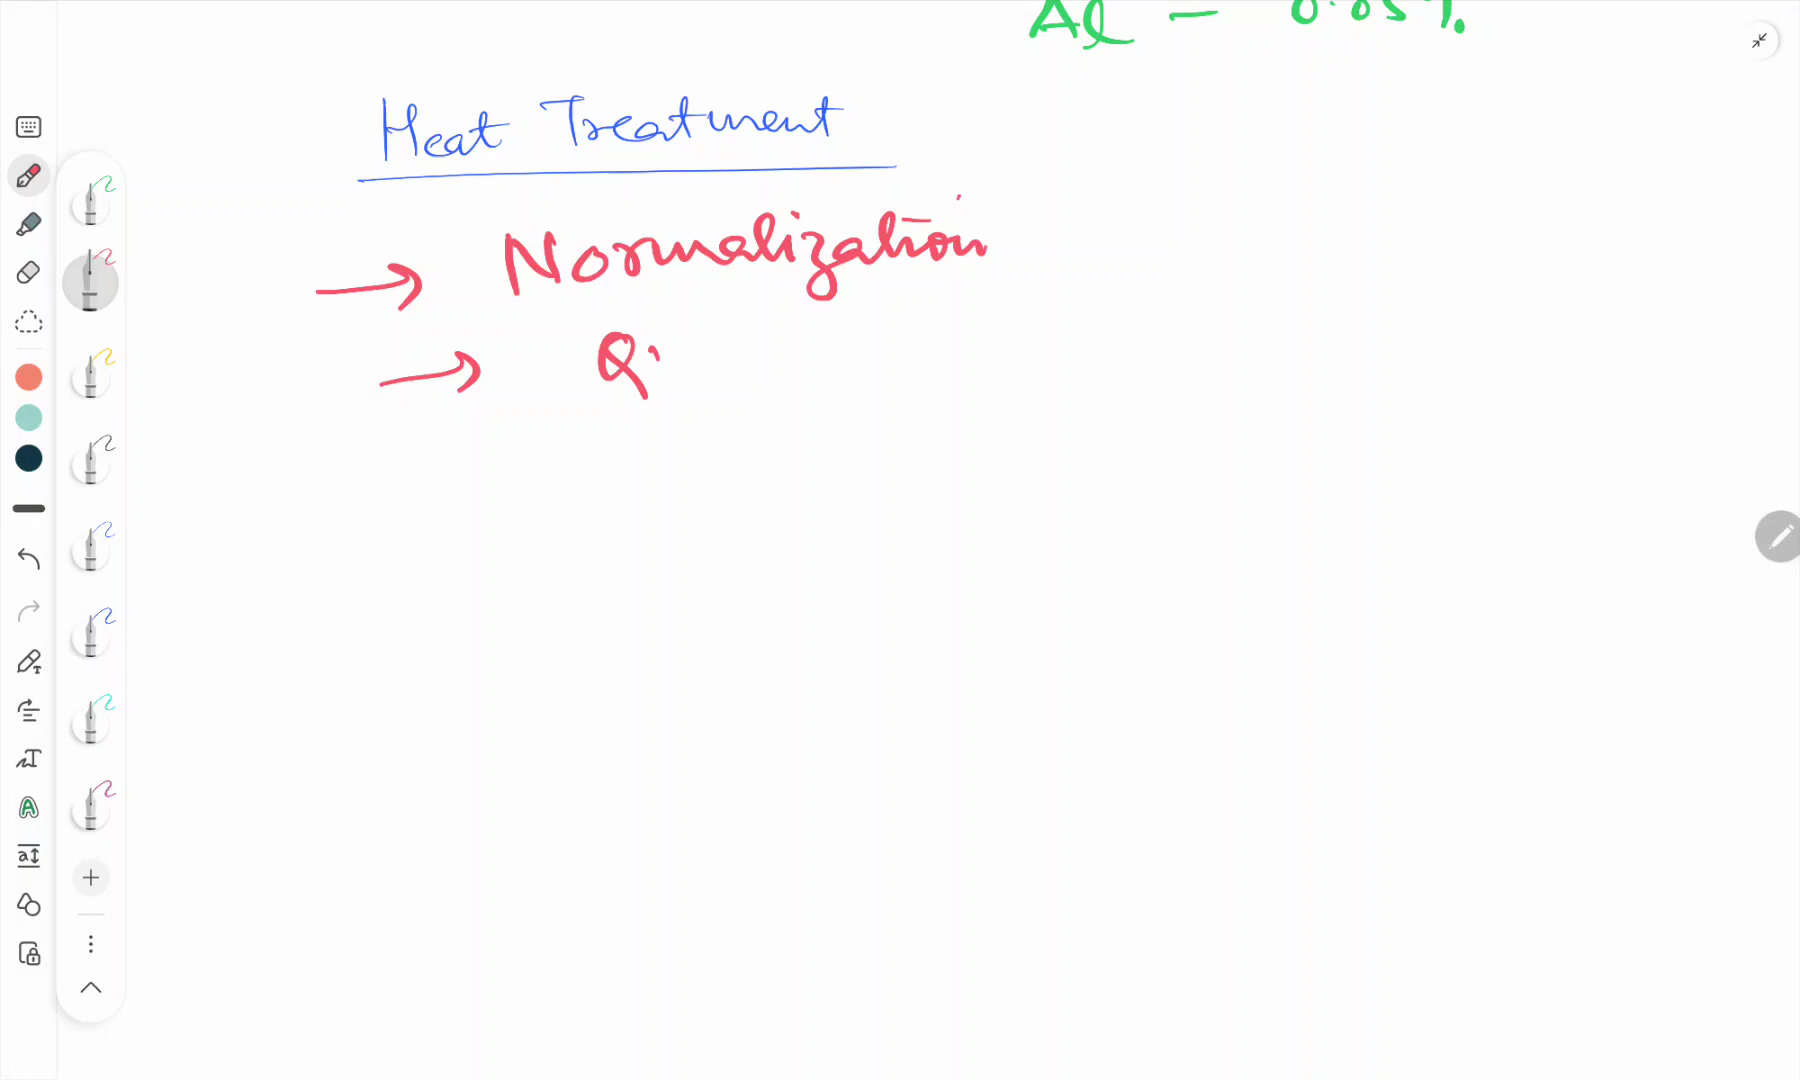 Al - 0.05%.
Heat Treatment
→ Normalization
→ Q